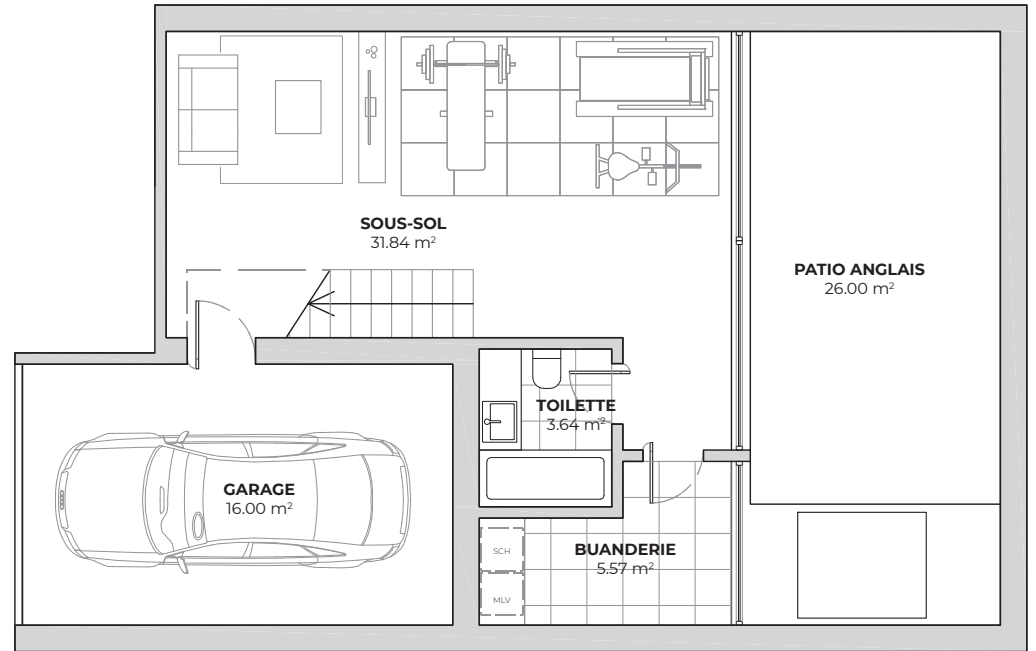 SOUS-SOL
31.84 m²
PATIO ANGLAIS
26.00 m²
TOILETTE
3.64 m²
GARAGE
16.00 m²
BUANDERIE
5.57 m²
SCH
MLV